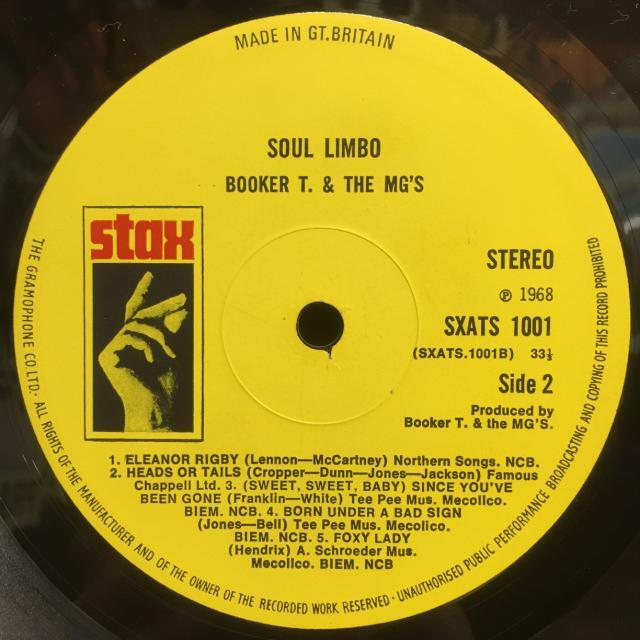 MADE IN GT.BRITAIN
SOUL LIMBO
BOOKER T. & THE MG'S
stax
STEREO
℗ 1968
SXATS 1001
(SXATS.1001B) 33⅓
Side 2
Produced by
Booker T. & the MG'S.
1. ELEANOR RIGBY (Lennon—McCartney) Northern Songs. NCB.
2. HEADS OR TAILS (Cropper—Dunn—Jones—Jackson) Famous
Chappell Ltd. 3. (SWEET, SWEET, BABY) SINCE YOU'VE
BEEN GONE (Franklin—White) Tee Pee Mus. Mecolico.
BIEM. NCB. 4. BORN UNDER A BAD SIGN
(Jones—Bell) Tee Pee Mus. Mecolico.
BIEM. NCB. 5. FOXY LADY
(Hendrix) A. Schroeder Mus.
Mecolico. BIEM. NCB
THE GRAMOPHONE CO. LTD. · ALL RIGHTS OF THE MANUFACTURER AND OF THE OWNER OF THE RECORDED WORK RESERVED · UNAUTHORISED PUBLIC PERFORMANCE BROADCASTING AND COPYING OF THIS RECORD PROHIBITED